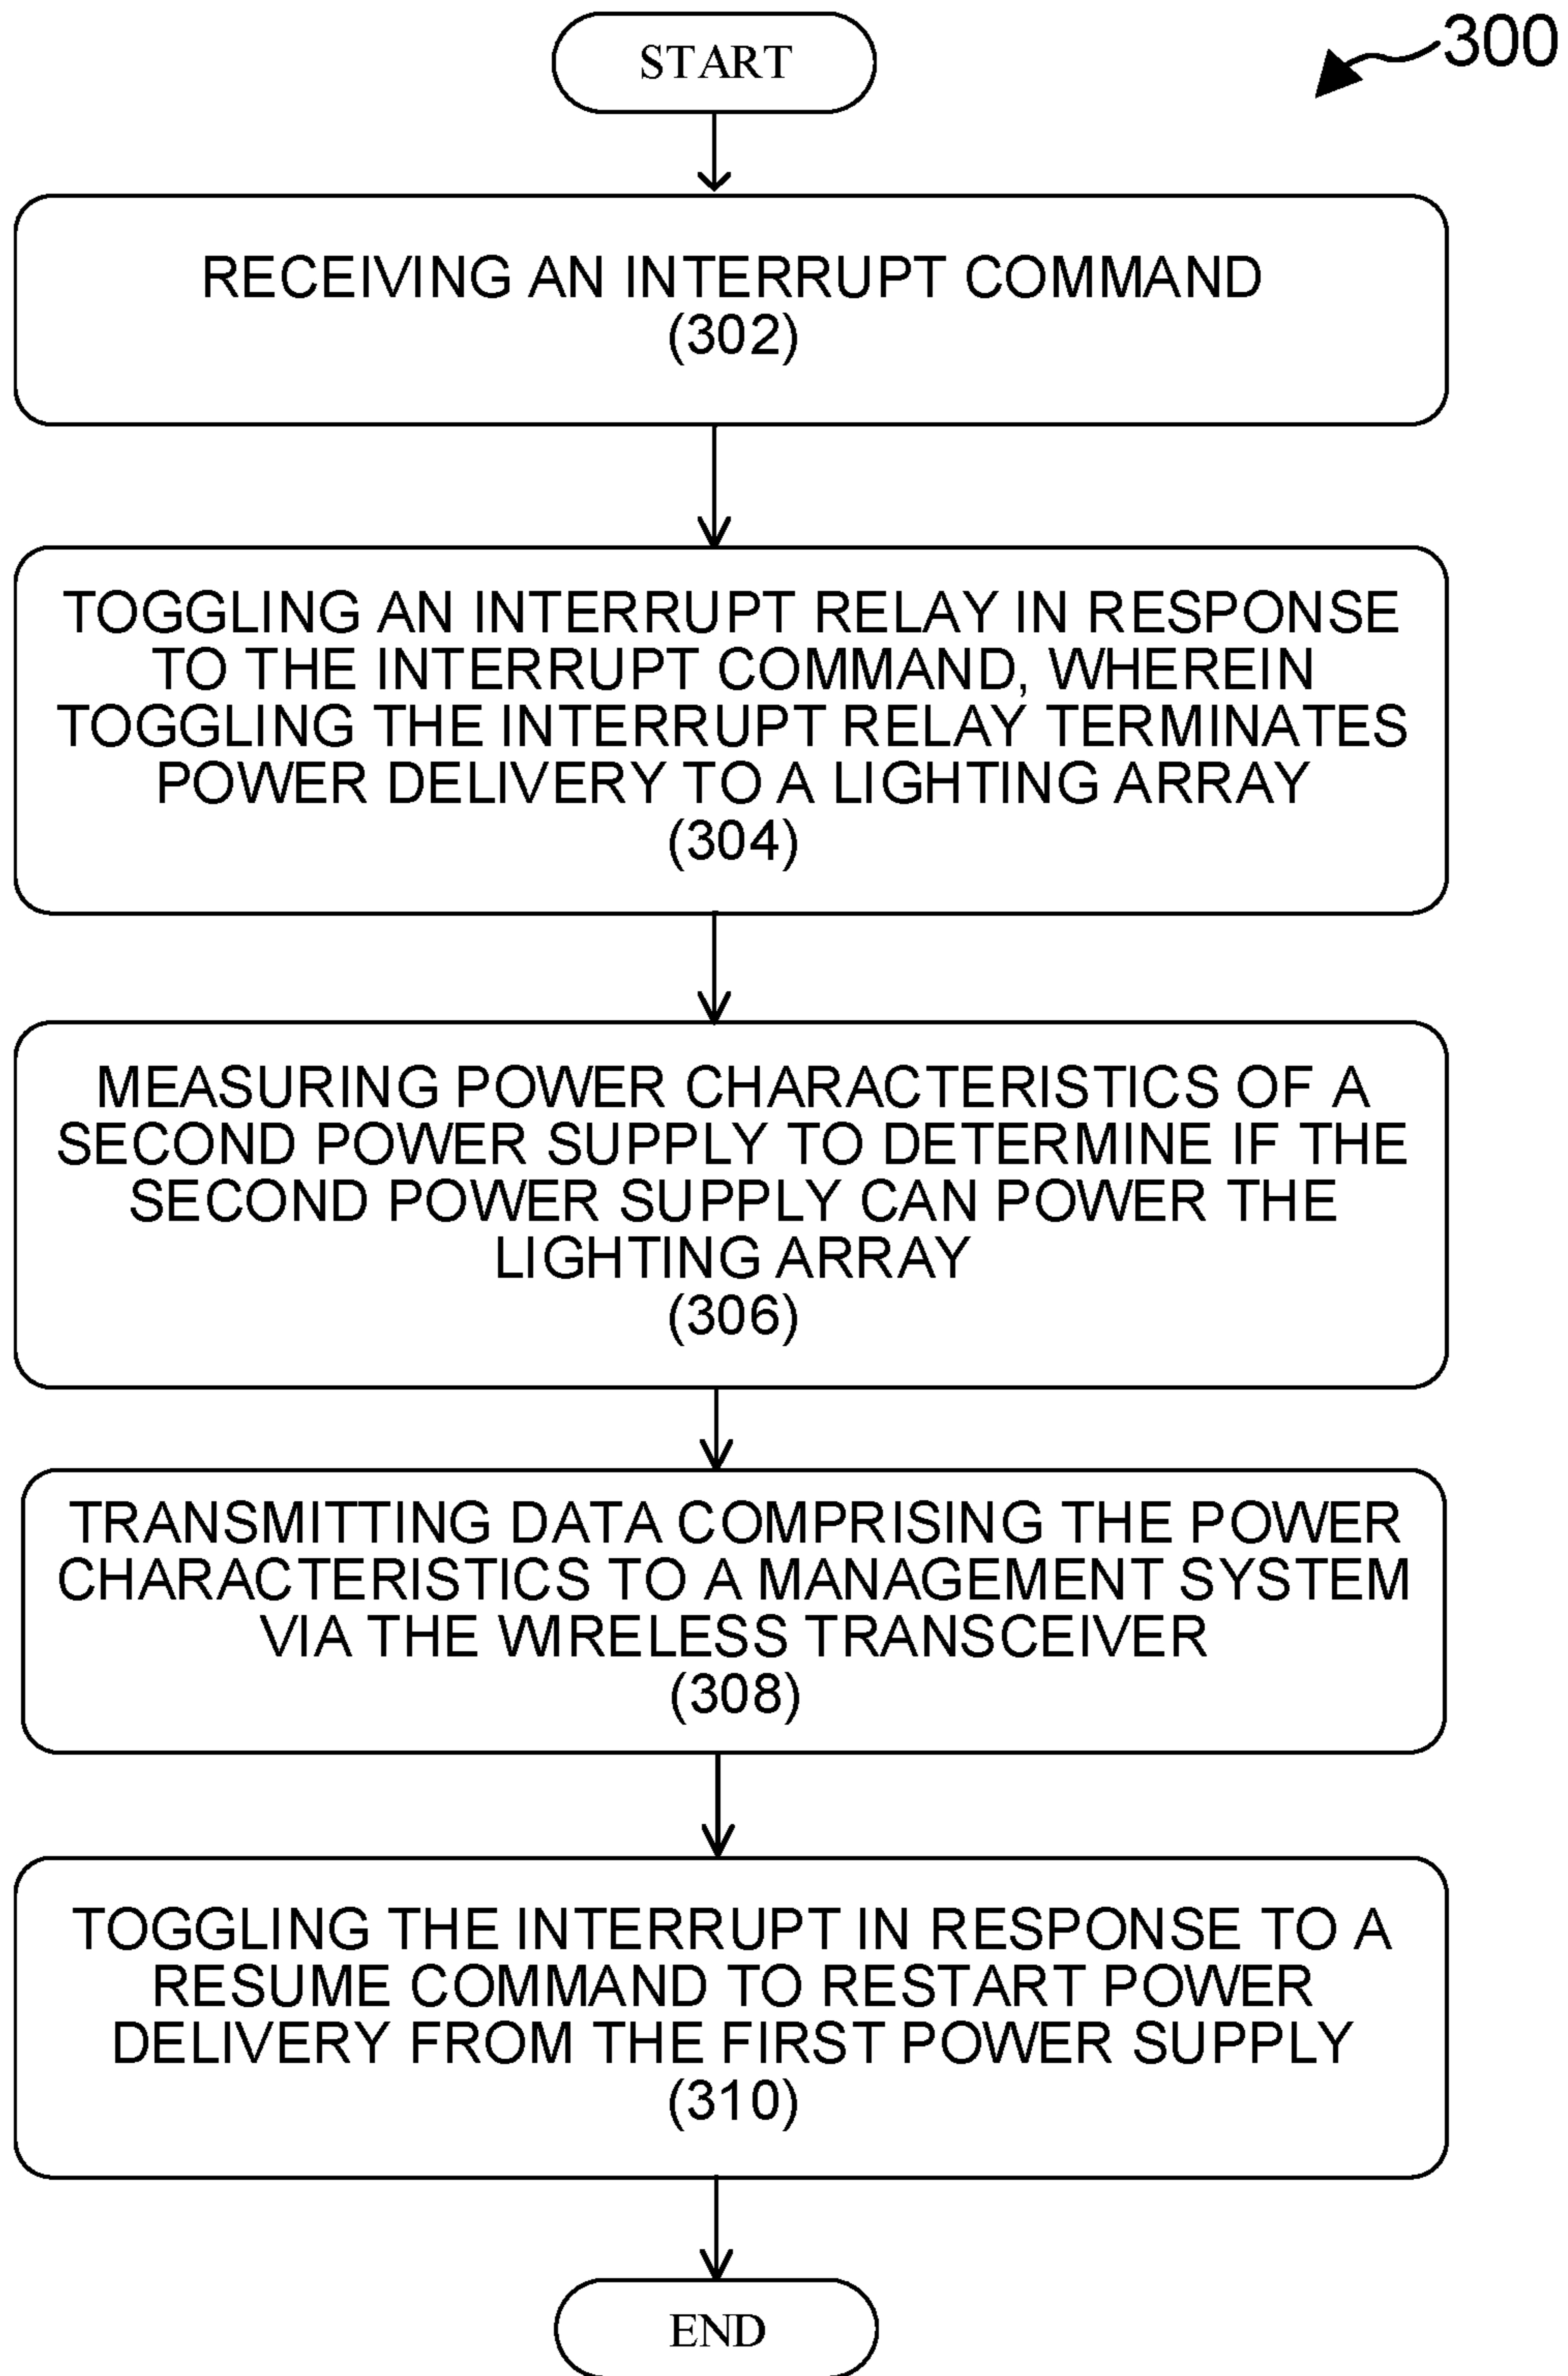 START
300
RECEIVING AN INTERRUPT COMMAND
(302)
TOGGLING AN INTERRUPT RELAY IN RESPONSE
TO THE INTERRUPT COMMAND, WHEREIN
TOGGLING THE INTERRUPT RELAY TERMINATES
POWER DELIVERY TO A LIGHTING ARRAY
(304)
MEASURING POWER CHARACTERISTICS OF A
SECOND POWER SUPPLY TO DETERMINE IF THE
SECOND POWER SUPPLY CAN POWER THE
LIGHTING ARRAY
(306)
TRANSMITTING DATA COMPRISING THE POWER
CHARACTERISTICS TO A MANAGEMENT SYSTEM
VIA THE WIRELESS TRANSCEIVER
(308)
TOGGLING THE INTERRUPT IN RESPONSE TO A
RESUME COMMAND TO RESTART POWER
DELIVERY FROM THE FIRST POWER SUPPLY
(310)
END